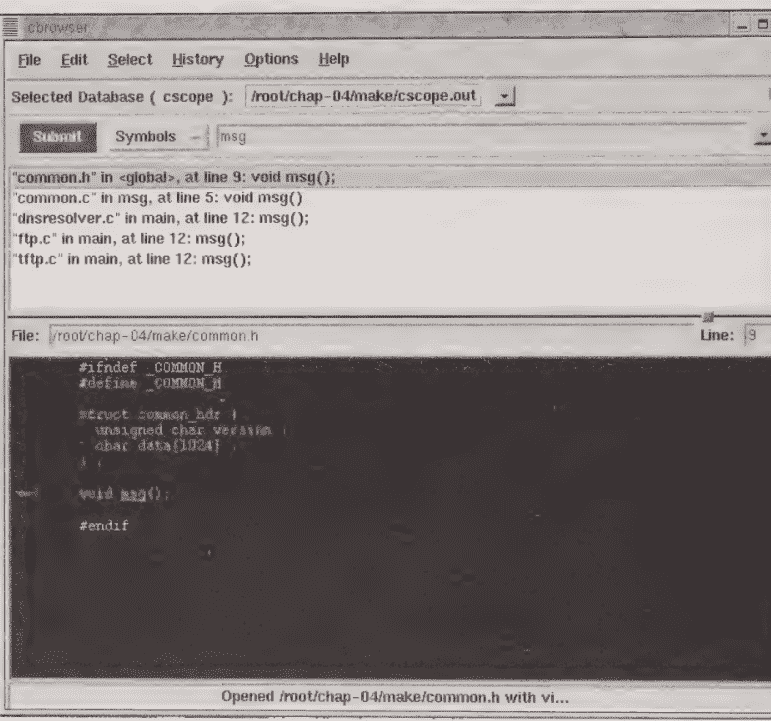 cbrowser
File Edit Select History Options Help
Selected Database ( cscope ): /root/chap-04/make/cscope.out
Submit Symbols msg
"common.h" in <global>, at line 9: void msg();
"common.c" in msg, at line 5: void msg()
"dnsresolver.c" in main, at line 12: msg();
"ftp.c" in main, at line 12: msg();
"tftp.c" in main, at line 12: msg();
File: /root/chap-04/make/common.h Line: 9
#ifndef _COMMON_H
#define _COMMON_H
struct common_hdr {
unsigned char version ;
char data[1024] ;
} ;
void msg();
#endif
Opened /root/chap-04/make/common.h with vi...